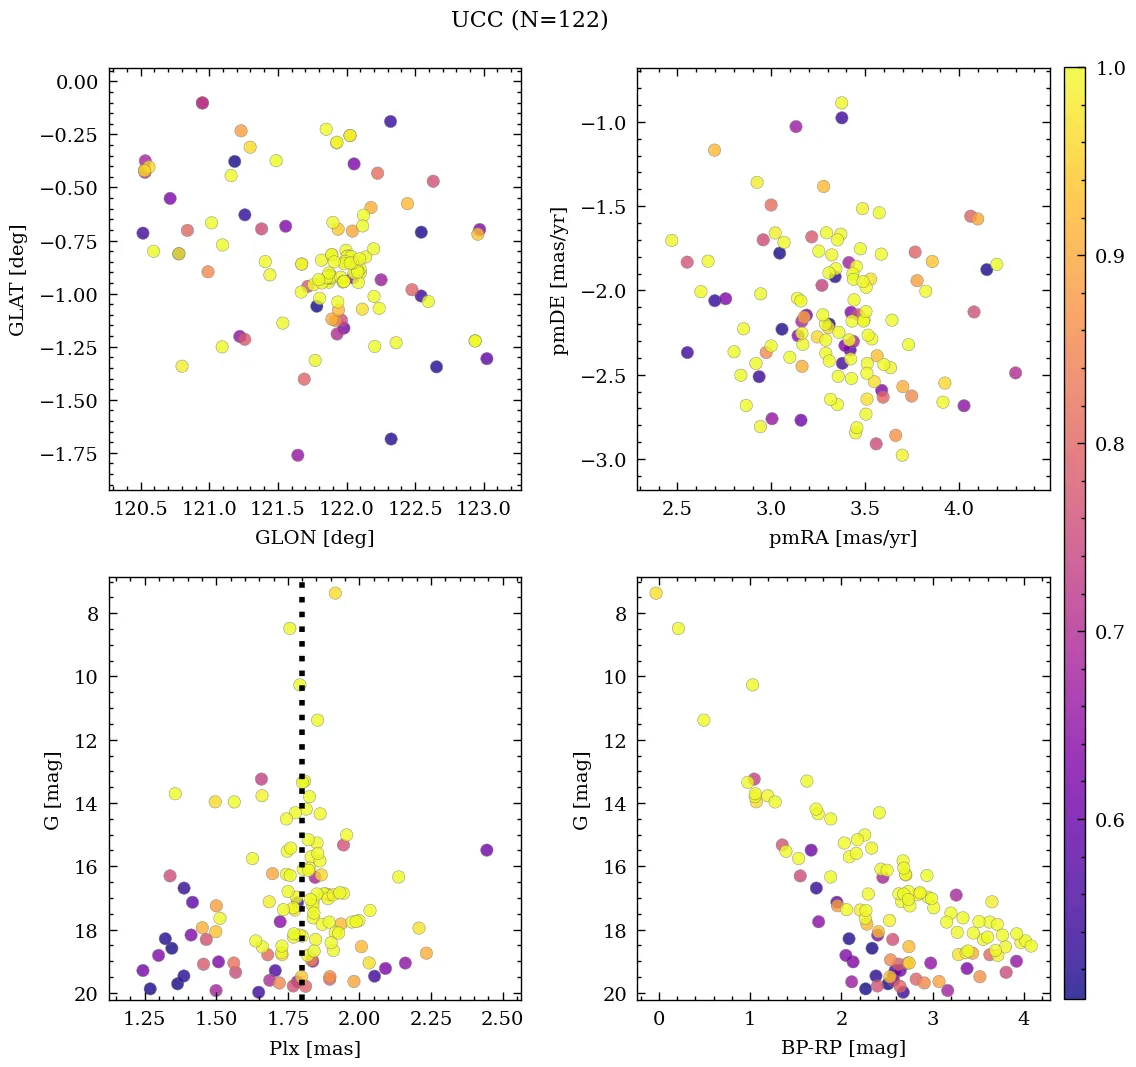 UCC (N=122)
0.00
−0.25
−0.50
−0.75
−1.00
−1.25
−1.50
−1.75
GLAT [deg]
120.5 121.0 121.5 122.0 122.5 123.0
GLON [deg]
−1.0
−1.5
−2.0
−2.5
−3.0
pmDE [mas/yr]
2.5 3.0 3.5 4.0
pmRA [mas/yr]
1.0
0.9
0.8
0.7
0.6
8
10
12
14
16
18
20
G [mag]
1.25 1.50 1.75 2.00 2.25 2.50
Plx [mas]
8
10
12
14
16
18
20
G [mag]
0 1 2 3 4
BP-RP [mag]